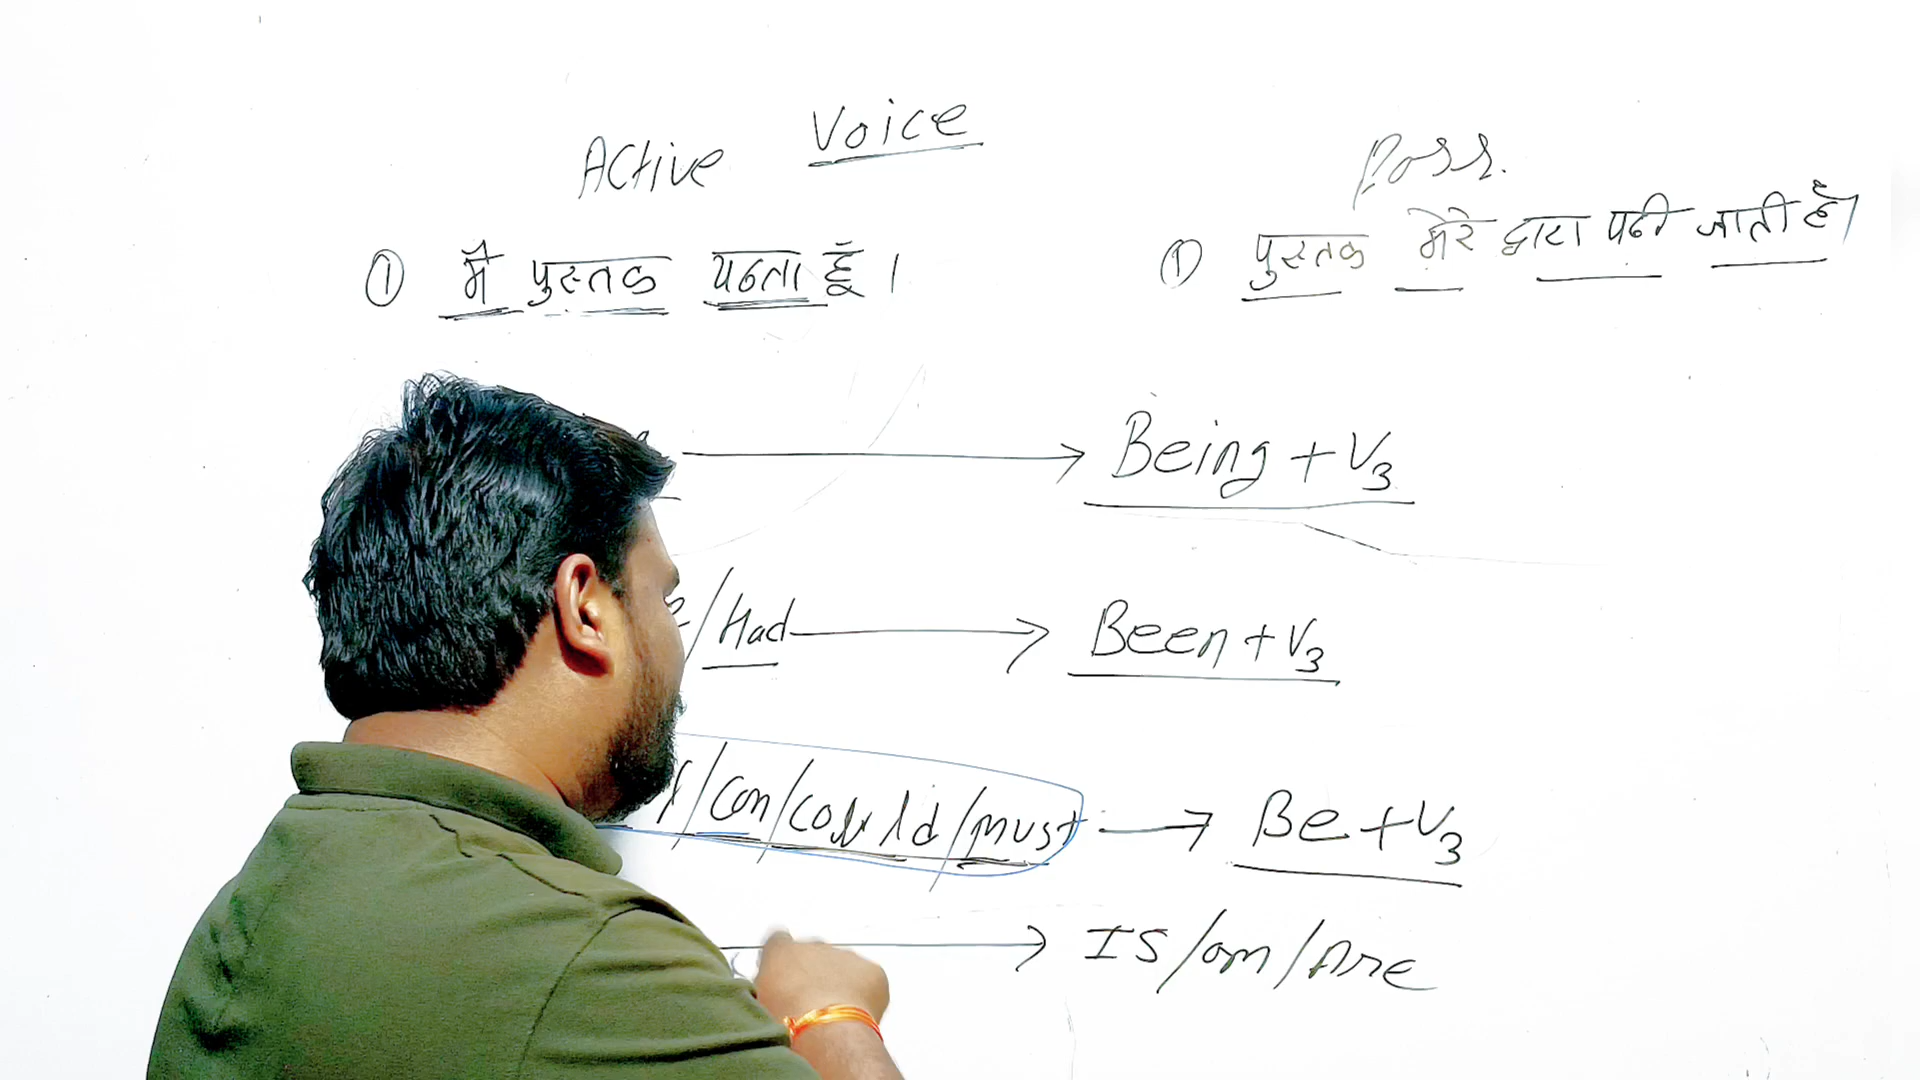 Voice
Active
Pass.
① मैं पुस्तक पढता हूँ।
① पुस्तक मेरे द्वारा पढी जाती है।
→ Being + V3
/Had → Been + V3
/Can/Could/must → Be + V3
→ IS/am/Are